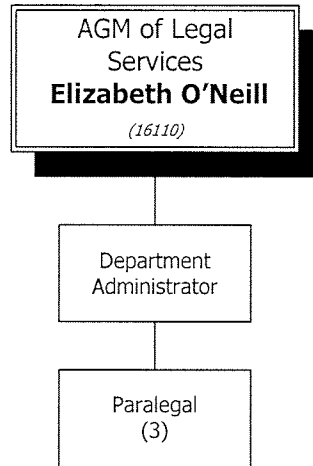 AGM of Legal
Services
Elizabeth O'Neill
(16110)
Department
Administrator
Paralegal
(3)